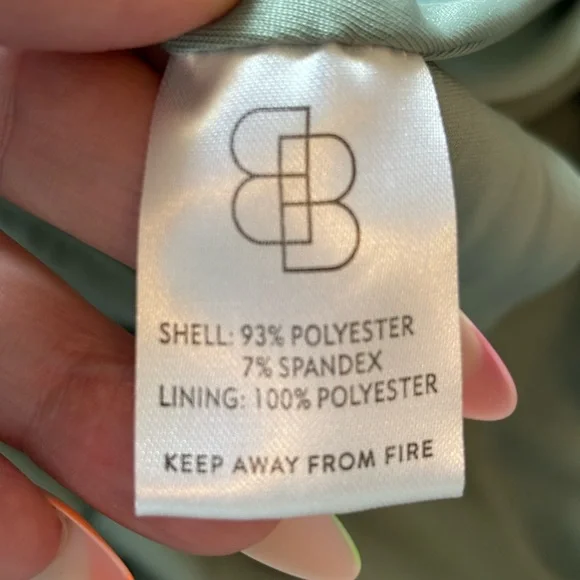 SHELL: 93% POLYESTER
7% SPANDEX
LINING: 100% POLYESTER
KEEP AWAY FROM FIRE